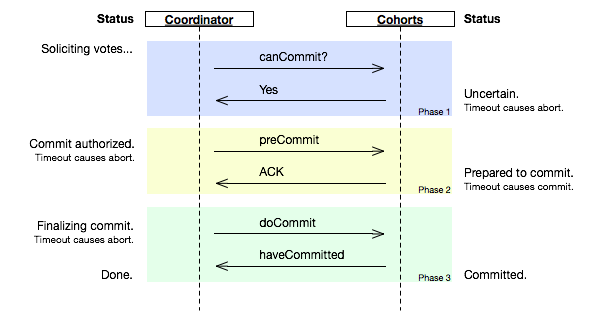 Status Coordinator Cohorts Status
Soliciting votes...
canCommit?
Yes
Uncertain.
Timeout causes abort.
Phase 1
Commit authorized.
Timeout causes abort.
preCommit
ACK
Prepared to commit.
Timeout causes commit.
Phase 2
Finalizing commit.
Timeout causes abort.
doCommit
haveCommitted
Done.
Phase 3
Committed.